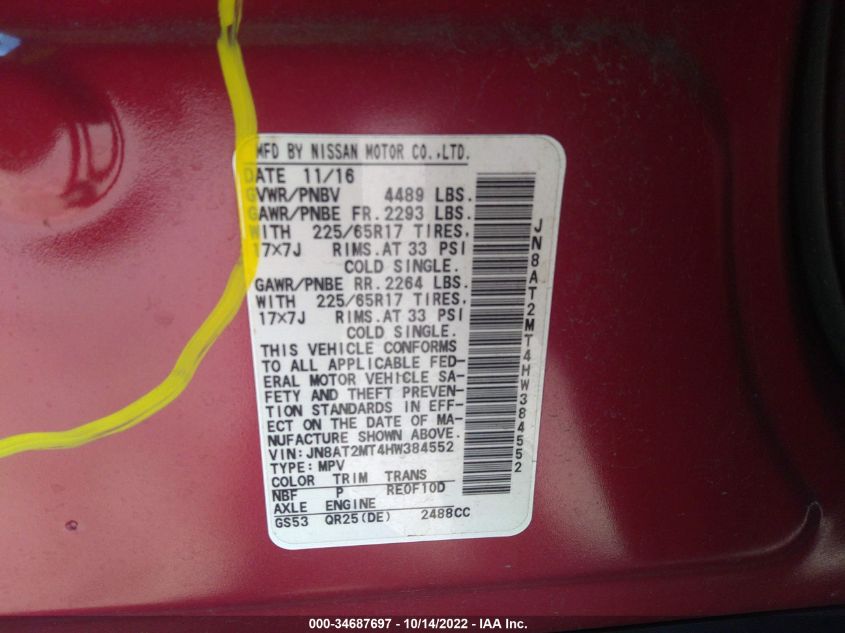 MFD BY NISSAN MOTOR CO.,LTD.
DATE 11/16
GVWR/PNBV 4489 LBS.
GAWR/PNBE FR. 2293 LBS.
WITH 225/65R17 TIRES,
17×7J RIMS.AT 33 PSI
COLD SINGLE.
GAWR/PNBE RR. 2264 LBS.
WITH 225/65R17 TIRES,
17×7J RIMS.AT 33 PSI
COLD SINGLE.
THIS VEHICLE CONFORMS
TO ALL APPLICABLE FED-
ERAL MOTOR VEHICLE SA-
FETY AND THEFT PREVEN-
TION STANDARDS IN EFF-
ECT ON THE DATE OF MA-
NUFACTURE SHOWN ABOVE.
VIN:JN8AT2MT4HW384552
TYPE:MPV
COLOR TRIM TRANS
NBF P RE0F10D
AXLE ENGINE
GS53 QR25(DE) 2488CC
JN8AT2MT4HW384552
000-34687697 - 10/14/2022 - IAA Inc.